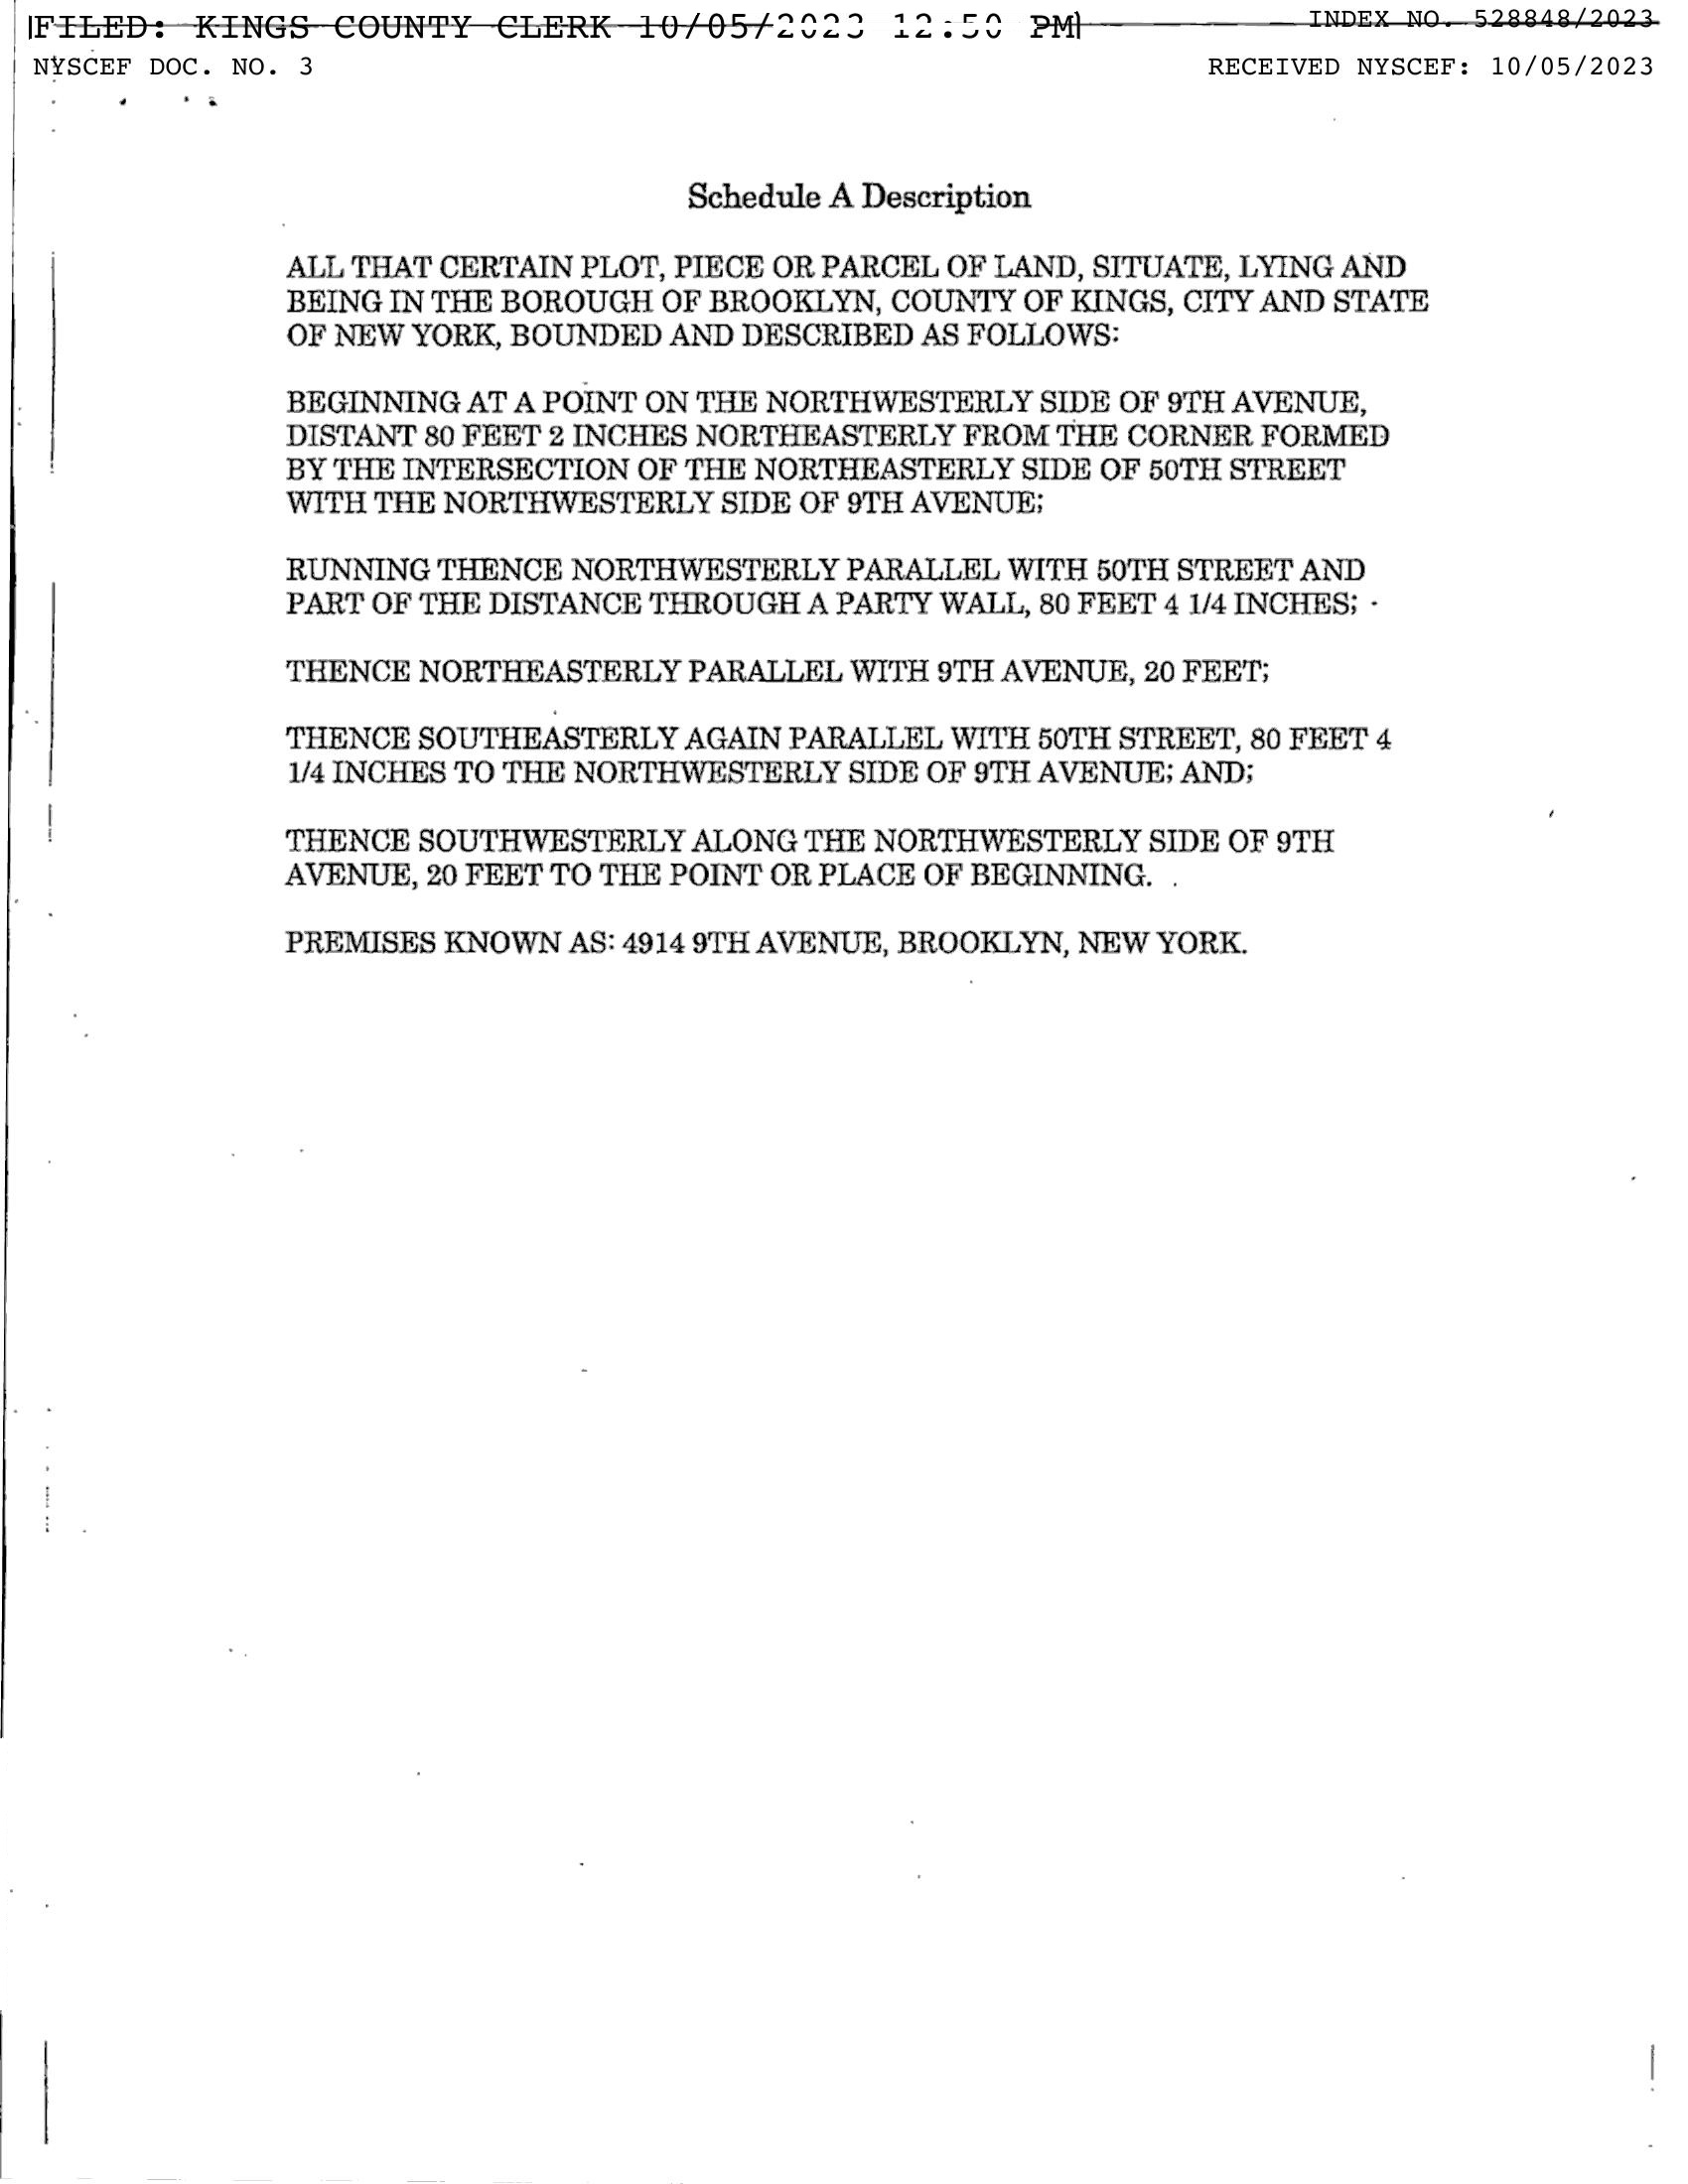 FILED: KINGS COUNTY CLERK 10/05/2023 12:50 PM
INDEX NO. 528848/2023
NYSCEF DOC. NO. 3
RECEIVED NYSCEF: 10/05/2023
Schedule A Description
ALL THAT CERTAIN PLOT, PIECE OR PARCEL OF LAND, SITUATE, LYING AND
BEING IN THE BOROUGH OF BROOKLYN, COUNTY OF KINGS, CITY AND STATE
OF NEW YORK, BOUNDED AND DESCRIBED AS FOLLOWS:
BEGINNING AT A POINT ON THE NORTHWESTERLY SIDE OF 9TH AVENUE,
DISTANT 80 FEET 2 INCHES NORTHEASTERLY FROM THE CORNER FORMED
BY THE INTERSECTION OF THE NORTHEASTERLY SIDE OF 50TH STREET
WITH THE NORTHWESTERLY SIDE OF 9TH AVENUE;
RUNNING THENCE NORTHWESTERLY PARALLEL WITH 50TH STREET AND
PART OF THE DISTANCE THROUGH A PARTY WALL, 80 FEET 4 1/4 INCHES;
THENCE NORTHEASTERLY PARALLEL WITH 9TH AVENUE, 20 FEET;
THENCE SOUTHEASTERLY AGAIN PARALLEL WITH 50TH STREET, 80 FEET 4
1/4 INCHES TO THE NORTHWESTERLY SIDE OF 9TH AVENUE; AND;
THENCE SOUTHWESTERLY ALONG THE NORTHWESTERLY SIDE OF 9TH
AVENUE, 20 FEET TO THE POINT OR PLACE OF BEGINNING.
PREMISES KNOWN AS: 4914 9TH AVENUE, BROOKLYN, NEW YORK.